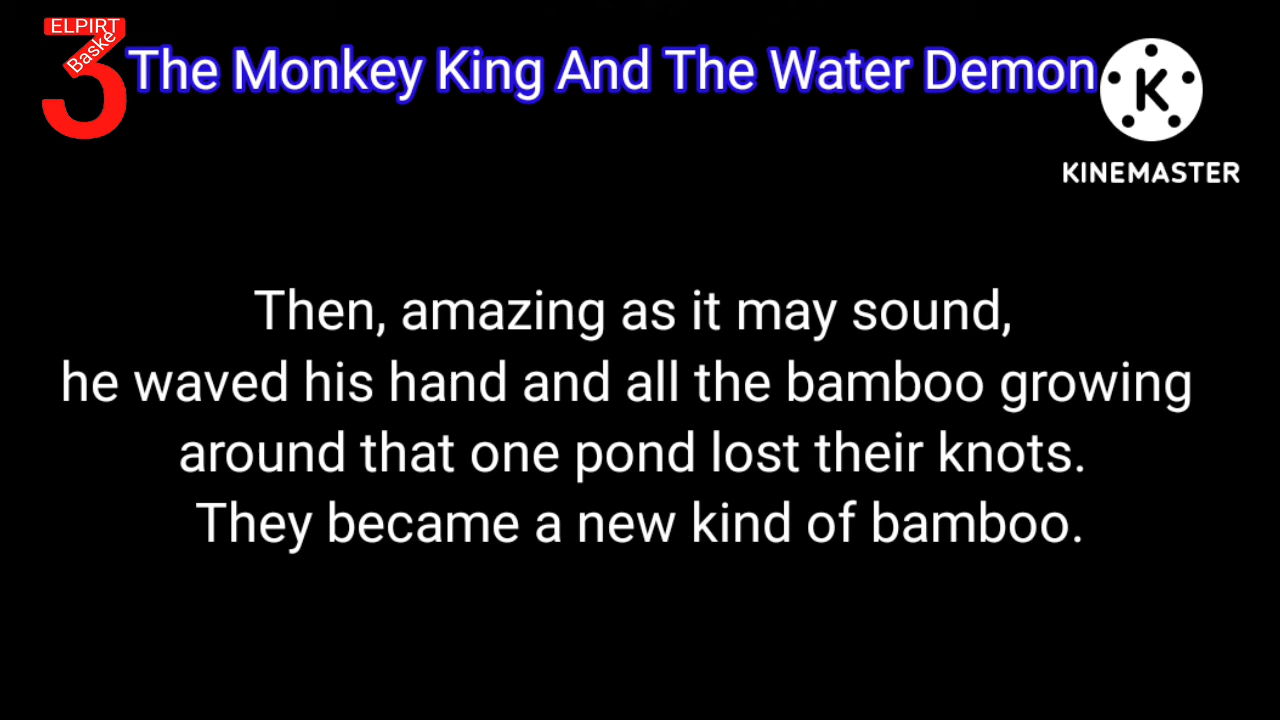 ELPIRT
Baske
The Monkey King And The Water Demon
K
KINEMASTER
Then, amazing as it may sound,
he waved his hand and all the bamboo growing
around that one pond lost their knots.
They became a new kind of bamboo.